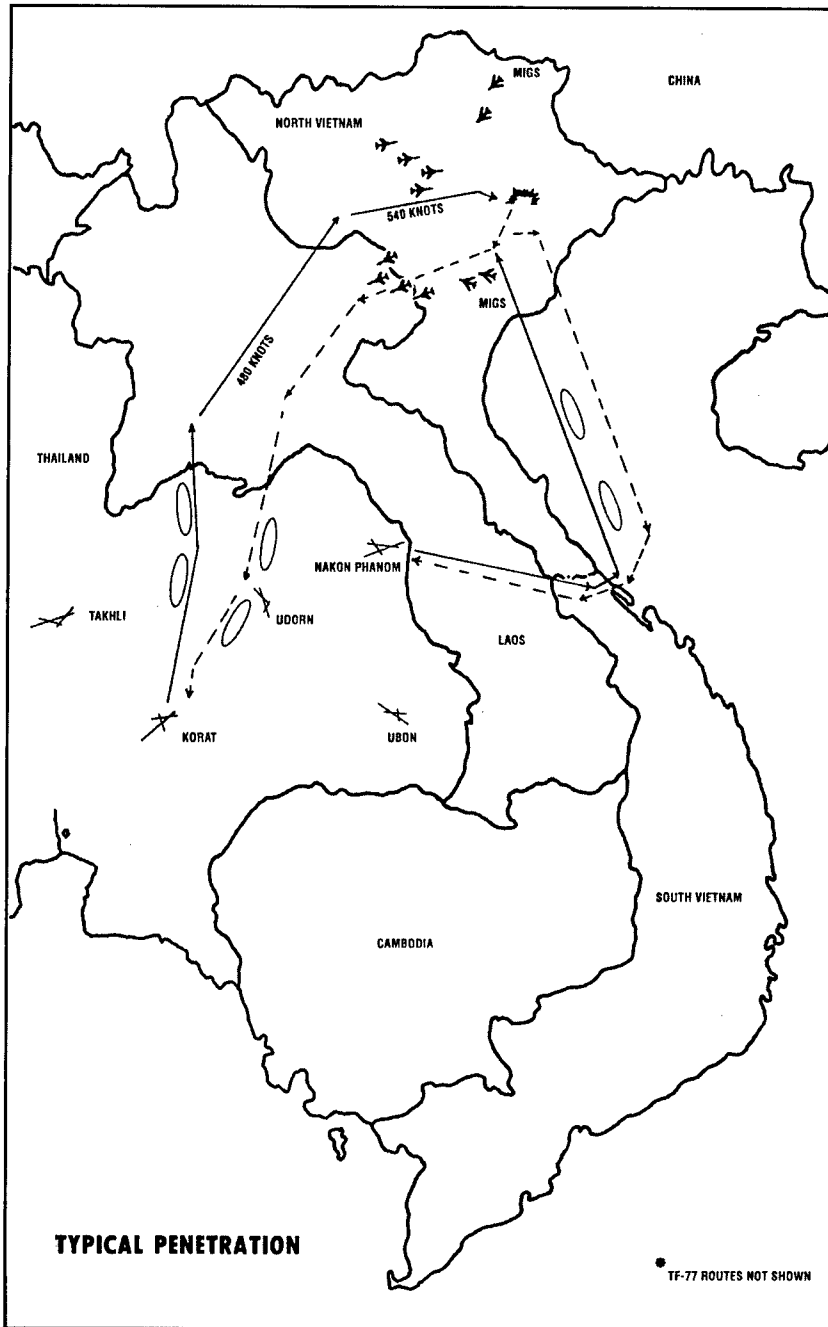 MIGS
CHINA
NORTH VIETNAM
540 KNOTS
MIGS
480 KNOTS
THAILAND
NAKON PHANOM
TAKHLI
UDORN
LAOS
KORAT
UBON
SOUTH VIETNAM
CAMBODIA
TYPICAL PENETRATION
* TF-77 ROUTES NOT SHOWN